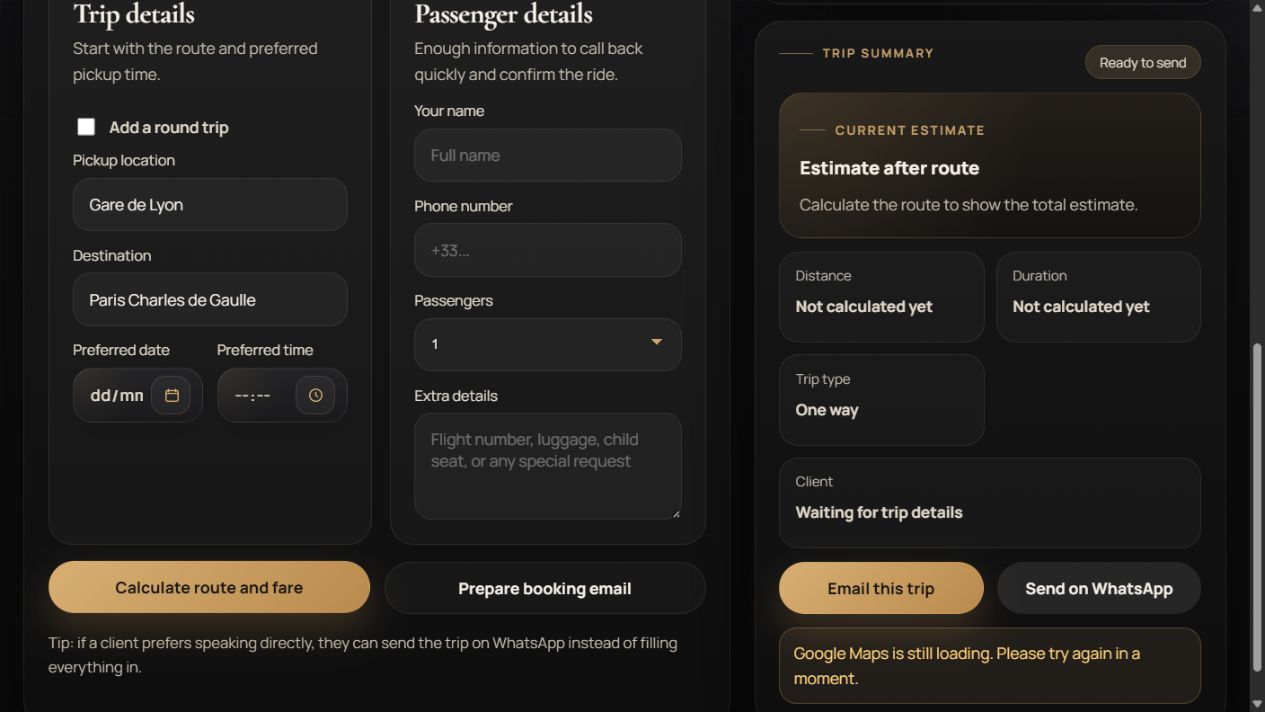 Trip details
Start with the route and preferred
pickup time.
Add a round trip
Pickup location
Gare de Lyon
Destination
Paris Charles de Gaulle
Preferred date
Preferred time
dd/mn
--:--
Passenger details
Enough information to call back
quickly and confirm the ride.
Your name
Full name
Phone number
+33...
Passengers
1
Extra details
Flight number, luggage, child
seat, or any special request
Calculate route and fare
Prepare booking email
Tip: if a client prefers speaking directly, they can send the trip on WhatsApp instead of filling
everything in.
TRIP SUMMARY
Ready to send
CURRENT ESTIMATE
Estimate after route
Calculate the route to show the total estimate.
Distance
Not calculated yet
Duration
Not calculated yet
Trip type
One way
Client
Waiting for trip details
Email this trip
Send on WhatsApp
Google Maps is still loading. Please try again in a
moment.